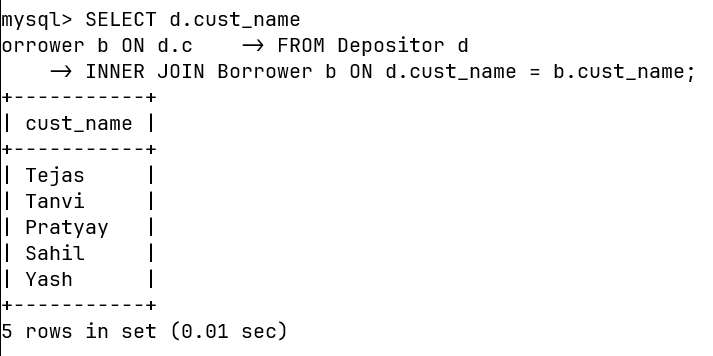 mysql> SELECT d.cust_name
orrower b ON d.c    -> FROM Depositor d
    -> INNER JOIN Borrower b ON d.cust_name = b.cust_name;
+-----------+
| cust_name |
+-----------+
| Tejas     |
| Tanvi     |
| Pratyay   |
| Sahil     |
| Yash      |
+-----------+
5 rows in set (0.01 sec)